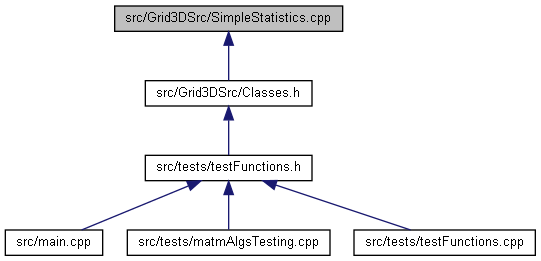 src/Grid3DSrc/SimpleStatistics.cpp
src/Grid3DSrc/Classes.h
src/tests/testFunctions.h
src/main.cpp
src/tests/matmAlgsTesting.cpp
src/tests/testFunctions.cpp